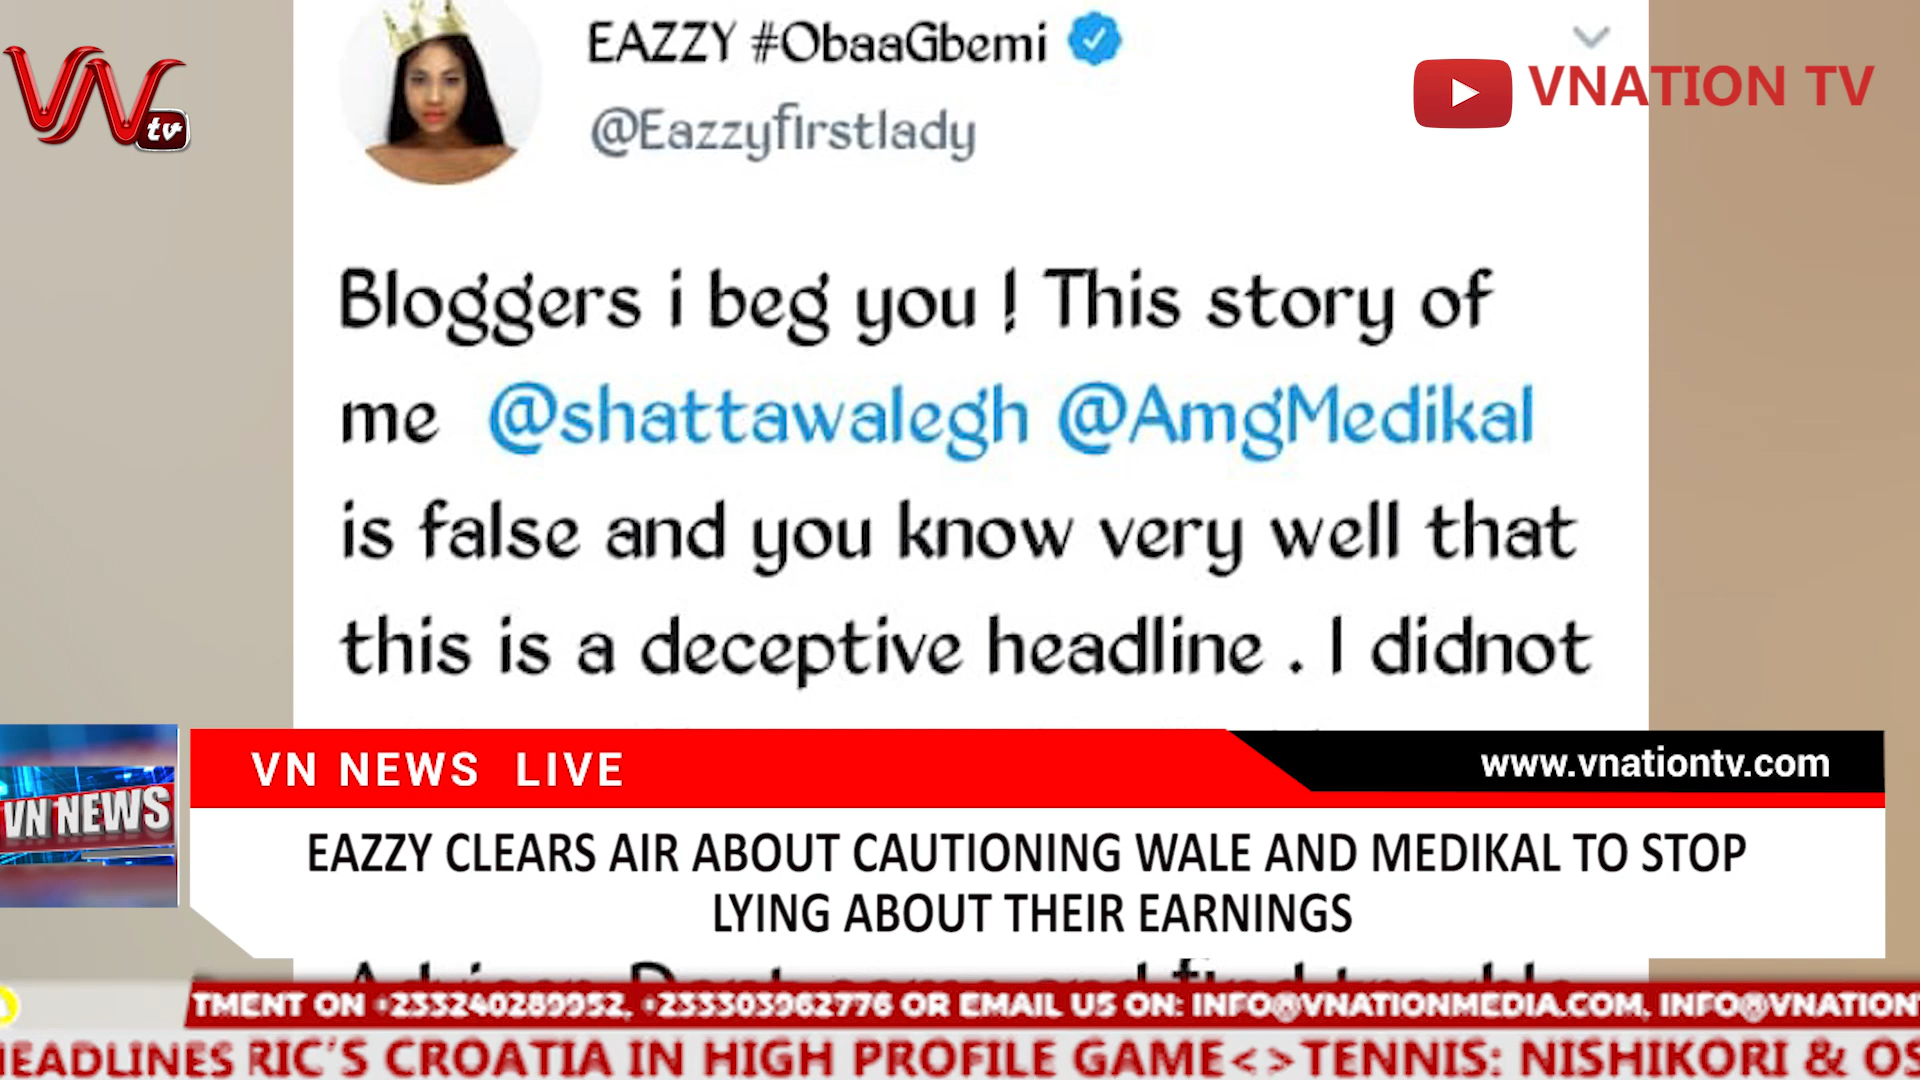 EAZZY #ObaaGbemi
@Eazzyfirstlady
VN tv
VNATION TV
Bloggers i beg you ! This story of
me @shattawalegh @AmgMedikal
is false and you know very well that
this is a deceptive headline . I didnot
VN NEWS LIVE
www.vnationtv.com
VN NEWS
EAZZY CLEARS AIR ABOUT CAUTIONING WALE AND MEDIKAL TO STOP
LYING ABOUT THEIR EARNINGS
TMENT ON +233240289952, +233303962776 OR EMAIL US ON: INFO@VNATIONMEDIA.COM, INFO@VNATION
HEADLINES RIC'S CROATIA IN HIGH PROFILE GAME<>TENNIS: NISHIKORI & OS